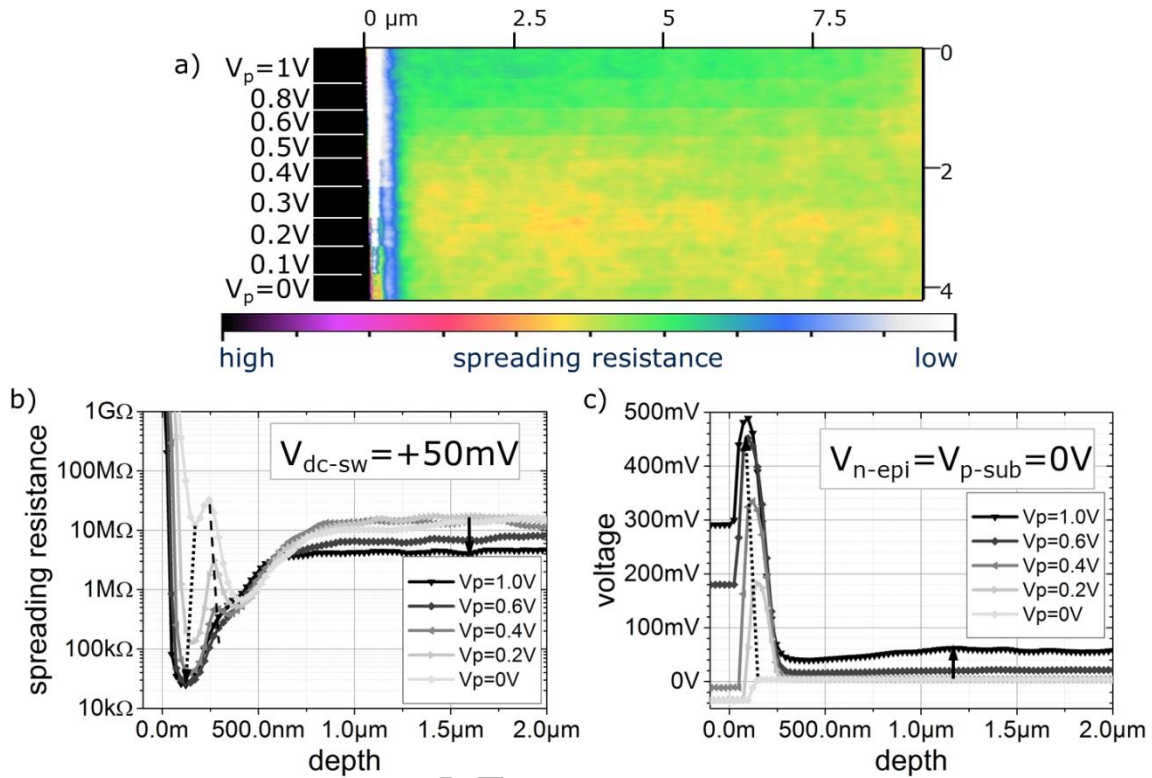 0 µm 2.5 5 7.5
a)
Vp=1V
0.8V
0.6V
0.5V
0.4V
0.3V
0.2V
0.1V
Vp=0V
0
2
4
high spreading resistance low
b)
spreading resistance
1GΩ
100MΩ
10MΩ
1MΩ
100kΩ
10kΩ
Vdc-sw=+50mV
Vp=1.0V
Vp=0.6V
Vp=0.4V
Vp=0.2V
Vp=0V
0.0m 500.0nm 1.0µm 1.5µm 2.0µm
depth
c)
voltage
500mV
400mV
300mV
200mV
100mV
0V
Vn-epi=Vp-sub=0V
Vp=1.0V
Vp=0.6V
Vp=0.4V
Vp=0.2V
Vp=0V
0.0m 500.0nm 1.0µm 1.5µm 2.0µm
depth